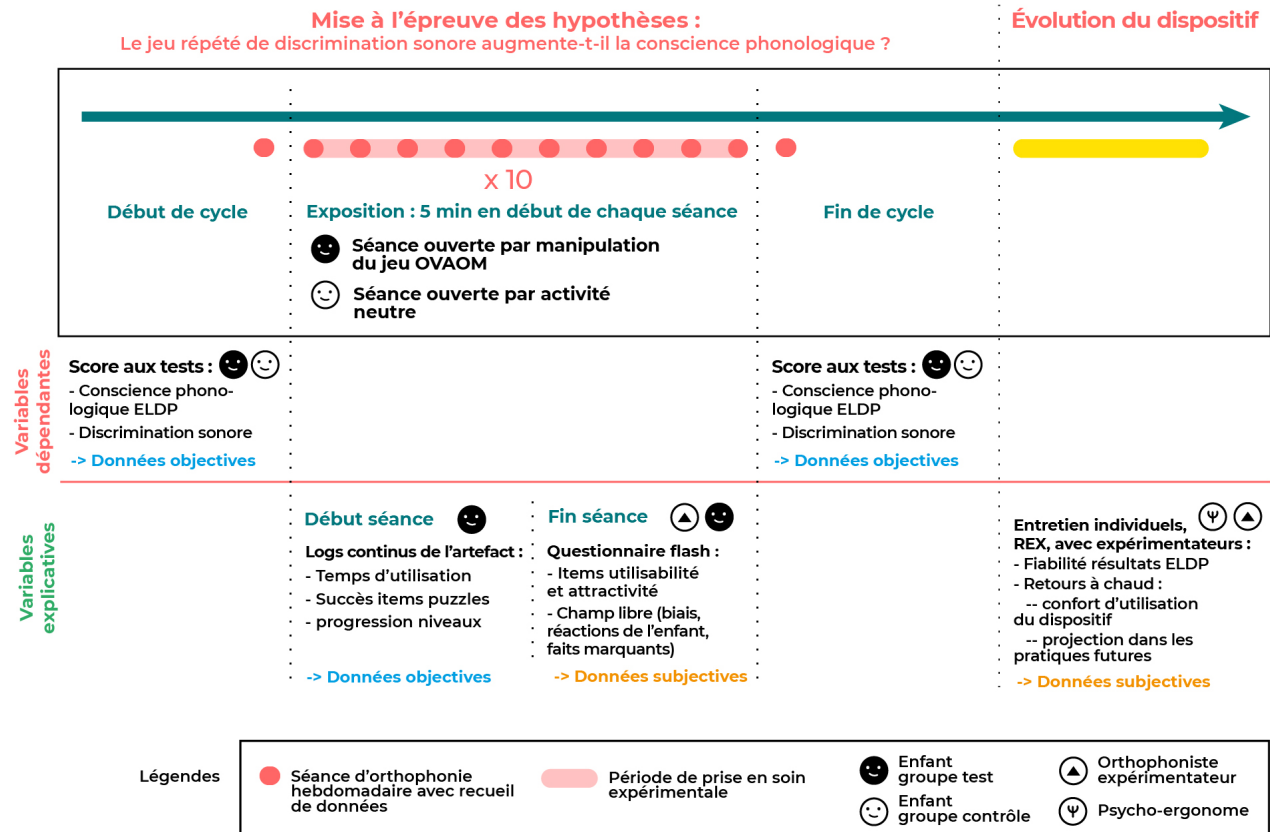 Mise à l’épreuve des hypothèses :
Le jeu répété de discrimination sonore augmente-t-il la conscience phonologique ?
Évolution du dispositif
x 10
Début de cycle
Exposition : 5 min en début de chaque séance
Fin de cycle
Séance ouverte par manipulation
du jeu OVAOM
Séance ouverte par activité
neutre
Variables
dépendantes
Score aux tests :
- Conscience phono-
logique ELDP
- Discrimination sonore
-> Données objectives
Score aux tests :
- Conscience phono-
logique ELDP
- Discrimination sonore
-> Données objectives
Variables
explicatives
Début séance
Logs continus de l’artefact :
- Temps d’utilisation
- Succès items puzzles
- progression niveaux
-> Données objectives
Fin séance
Questionnaire flash :
- Items utilisabilité
et attractivité
- Champ libre (biais,
réactions de l’enfant,
faits marquants)
-> Données subjectives
Entretien individuels,
REX, avec expérimentateurs :
- Fiabilité résultats ELDP
- Retours à chaud :
-- confort d’utilisation
du dispositif
-- projection dans les
pratiques futures
-> Données subjectives
Légendes
Séance d’orthophonie
hebdomadaire avec recueil
de données
Période de prise en soin
expérimentale
Enfant
groupe test
Enfant
groupe contrôle
Orthophoniste
expérimentateur
Ψ Psycho-ergonome